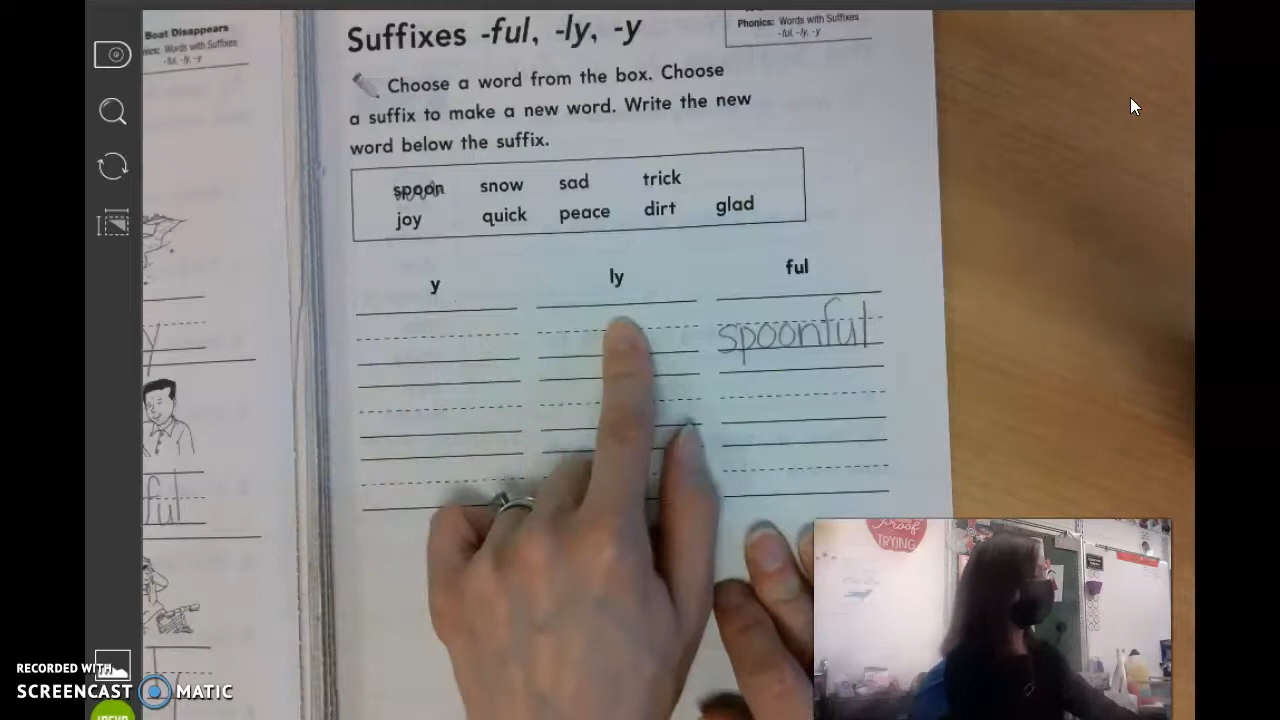 Boat Disappears
Words with Suffixes
-ful, -ly, -y
Suffixes -ful, -ly, -y
Phonics: Words with Suffixes
-ful, -ly, -y
Choose a word from the box. Choose
a suffix to make a new word. Write the new
word below the suffix.
spoon snow sad trick
joy quick peace dirt glad
y ly ful
spoonful
y
ful
Proof
TRYING
RECORDED WITH
SCREENCAST MATIC